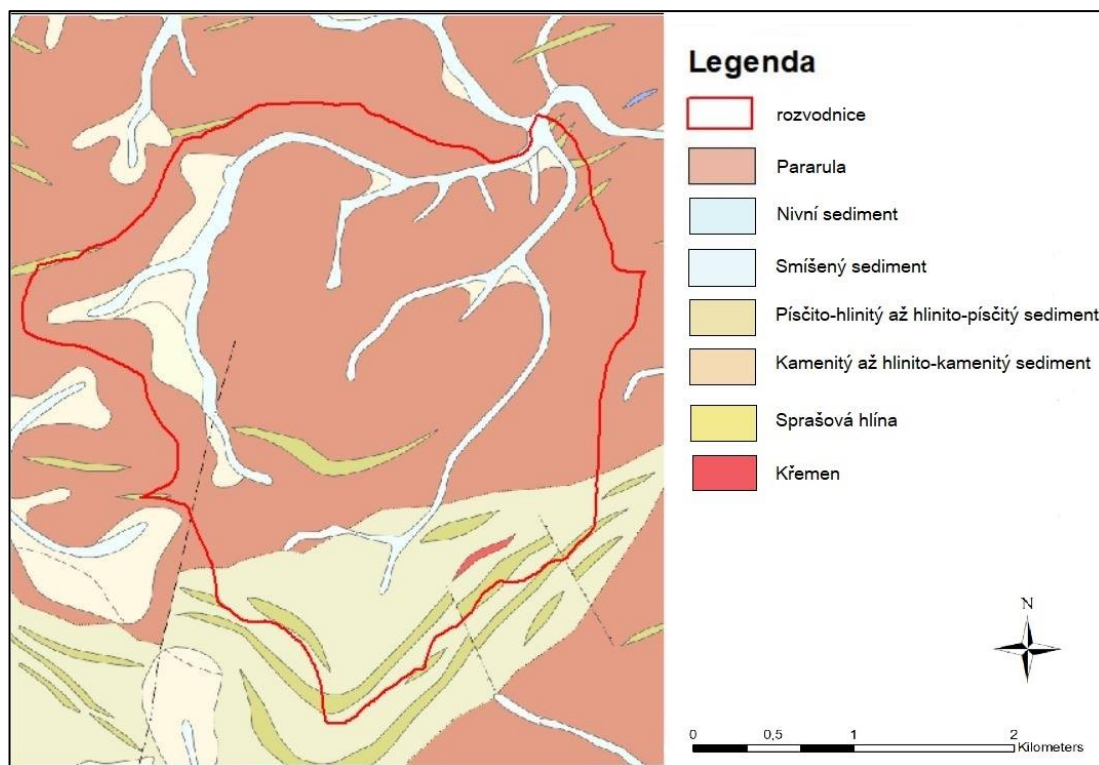 Legenda
rozvodnice
Pararula
Nivní sediment
Smíšený sediment
Písčito-hlinitý až hlinito-písčitý sediment
Kamenitý až hlinito-kamenitý sediment
Sprašová hlína
Křemen
N
0 0,5 1 2
Kilometers